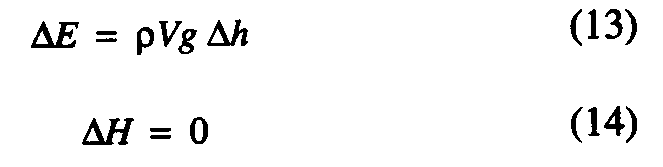 ΔE = ρVg Δh (13)
ΔH = 0 (14)